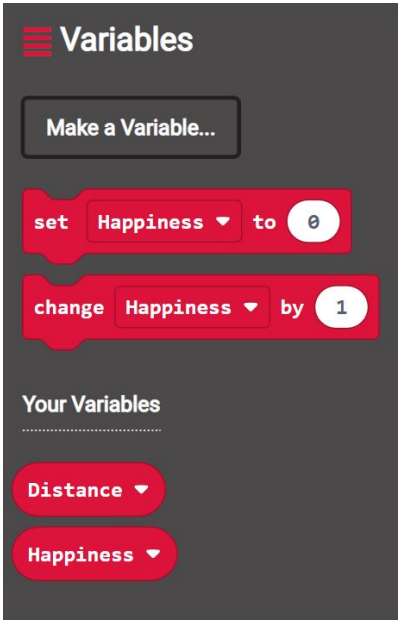 Variables
Make a Variable...
set Happiness to 0
change Happiness by 1
Your Variables
Distance
Happiness